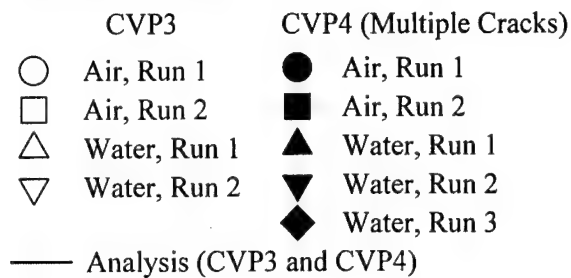 CVP3 CVP4 (Multiple Cracks)
Air, Run 1 Air, Run 1
Air, Run 2 Air, Run 2
Water, Run 1 Water, Run 1
Water, Run 2 Water, Run 2
Water, Run 3
Analysis (CVP3 and CVP4)